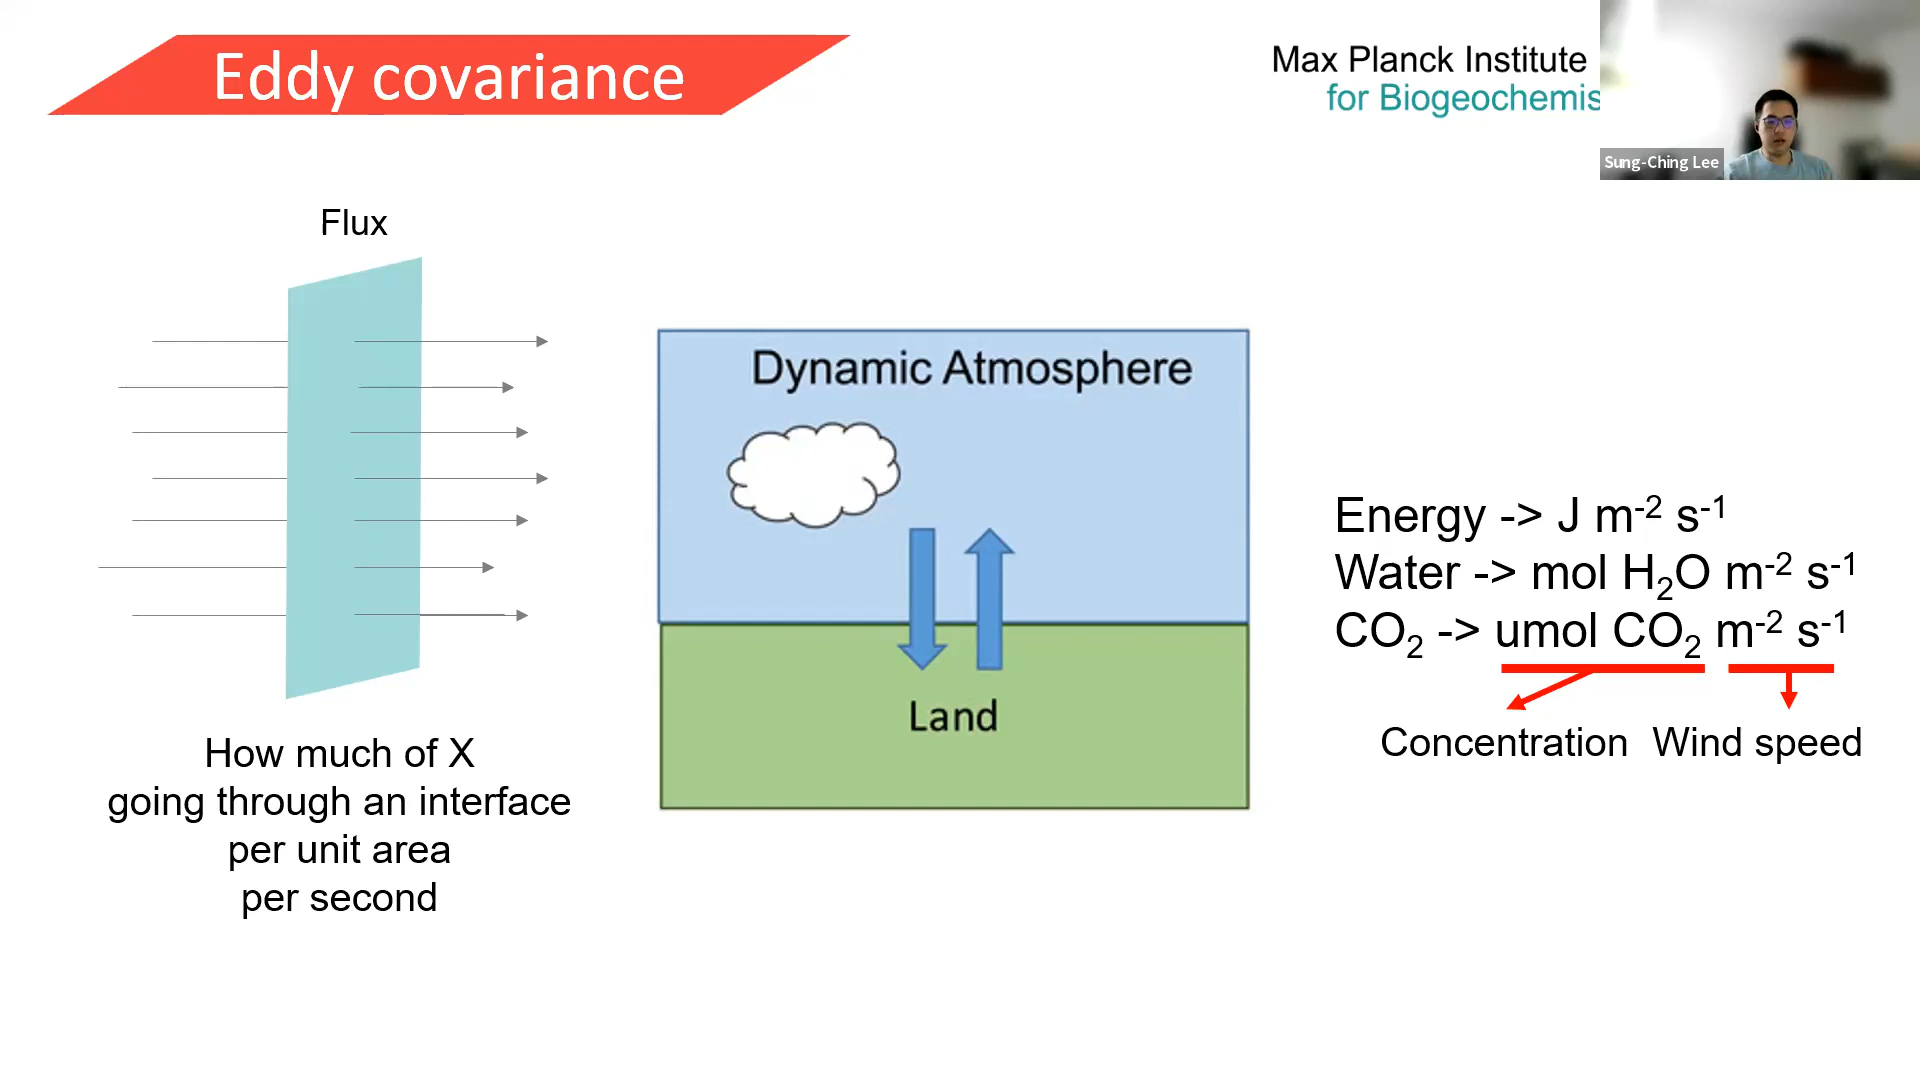 Eddy covariance
Max Planck Institute
for Biogeochemis
Sung-Ching Lee
Flux
How much of X
going through an interface
per unit area
per second
Dynamic Atmosphere
Land
Energy -> J m⁻² s⁻¹
Water -> mol H₂O m⁻² s⁻¹
CO₂ -> umol CO₂ m⁻² s⁻¹
Concentration Wind speed